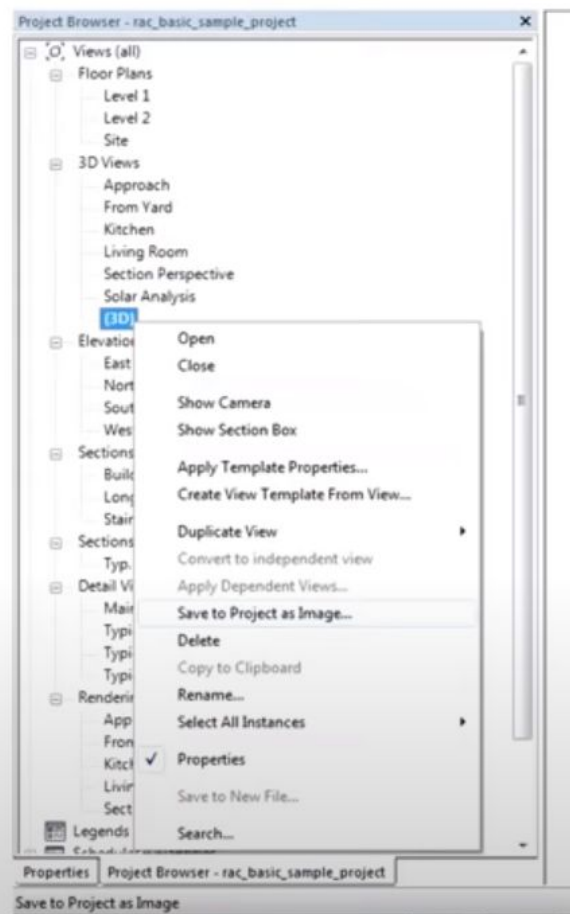 Project Browser - rac_basic_sample_project
Views (all)
Floor Plans
Level 1
Level 2
Site
3D Views
Approach
From Yard
Kitchen
Living Room
Section Perspective
Solar Analysis
(3D)
Elevatio
East
Nort
Sout
Wes
Sections
Build
Long
Stair
Sections
Typ.
Detail Vi
Main
Typi
Typi
Typi
Renderin
App
Fron
Kitch
Livin
Sect
Legends
Open
Close
Show Camera
Show Section Box
Apply Template Properties...
Create View Template From View...
Duplicate View
Convert to independent view
Apply Dependent Views...
Save to Project as Image...
Delete
Copy to Clipboard
Rename...
Select All Instances
Properties
Save to New File...
Search...
Properties Project Browser - rac_basic_sample_project
Save to Project as Image